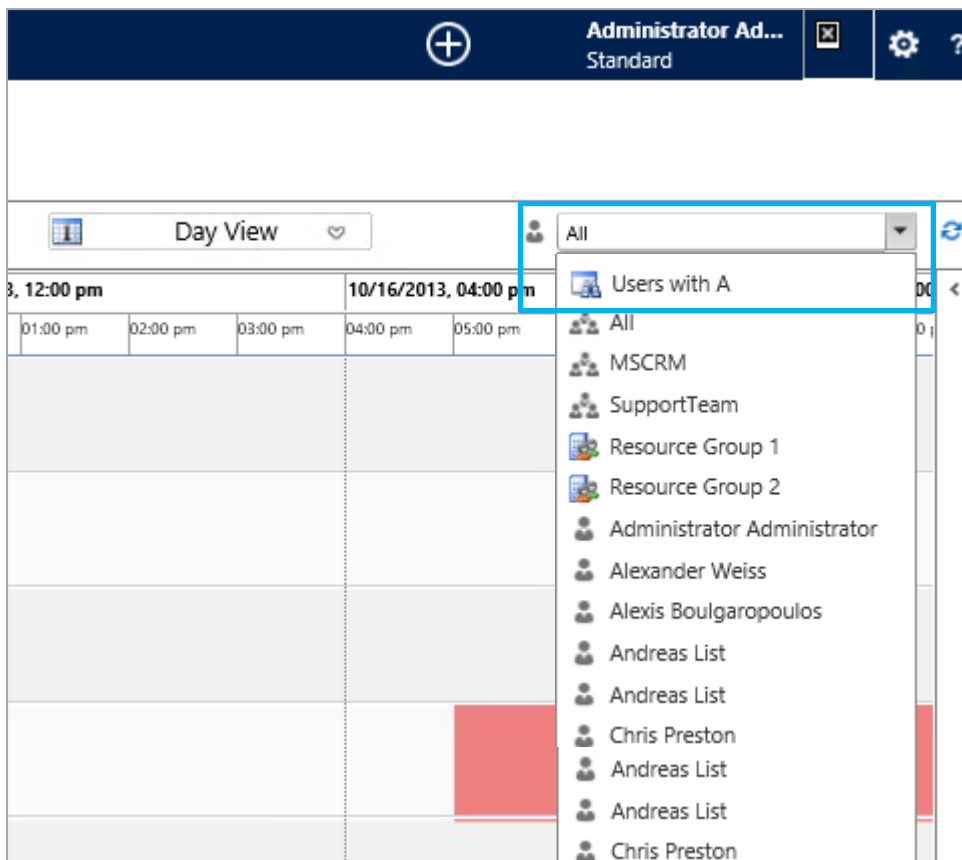 Administrator Ad...
Standard
?
1
Day View
All
3, 12:00 pm
10/16/2013, 04:00 pm
00
01:00 pm
02:00 pm
03:00 pm
04:00 pm
05:00 pm
Users with A
All
MSCRM
SupportTeam
Resource Group 1
Resource Group 2
Administrator Administrator
Alexander Weiss
Alexis Boulgaropoulos
Andreas List
Andreas List
Chris Preston
Andreas List
Andreas List
Chris Preston